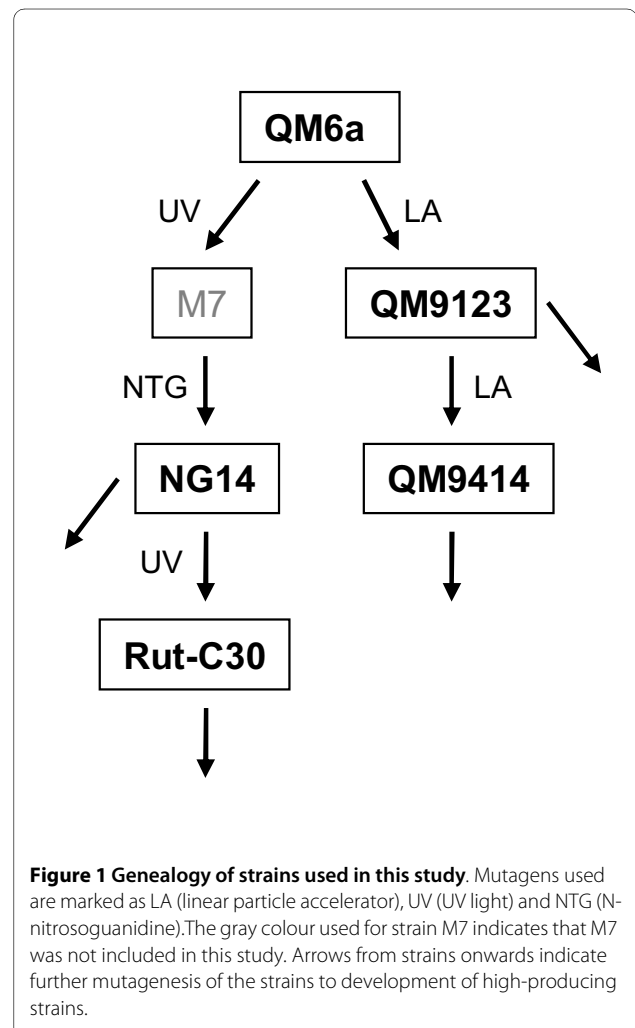 QM6a
UV
LA
M7
QM9123
NTG
LA
NG14
QM9414
UV
Rut-C30
Figure 1 Genealogy of strains used in this study. Mutagens used
are marked as LA (linear particle accelerator), UV (UV light) and NTG (N-
nitrosoguanidine).The gray colour used for strain M7 indicates that M7
was not included in this study. Arrows from strains onwards indicate
further mutagenesis of the strains to development of high-producing
strains.